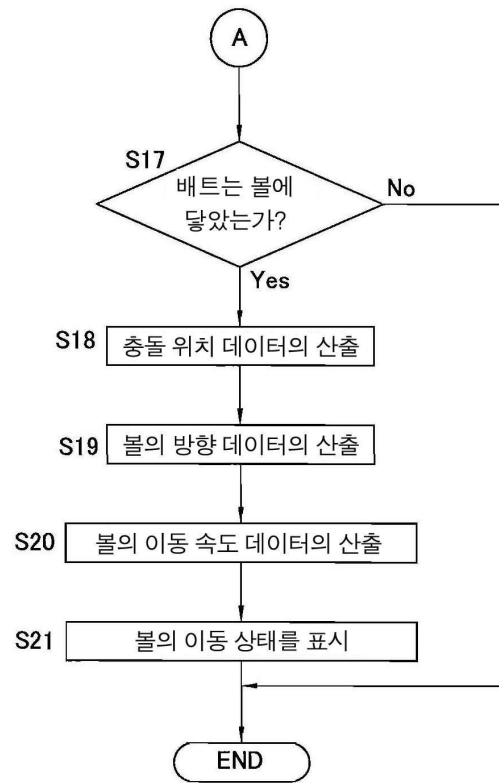 A
S17
배트는 볼에
닿았는가?
No
Yes
S18
충돌 위치 데이터의 산출
S19
볼의 방향 데이터의 산출
S20
볼의 이동 속도 데이터의 산출
S21
볼의 이동 상태를 표시
END